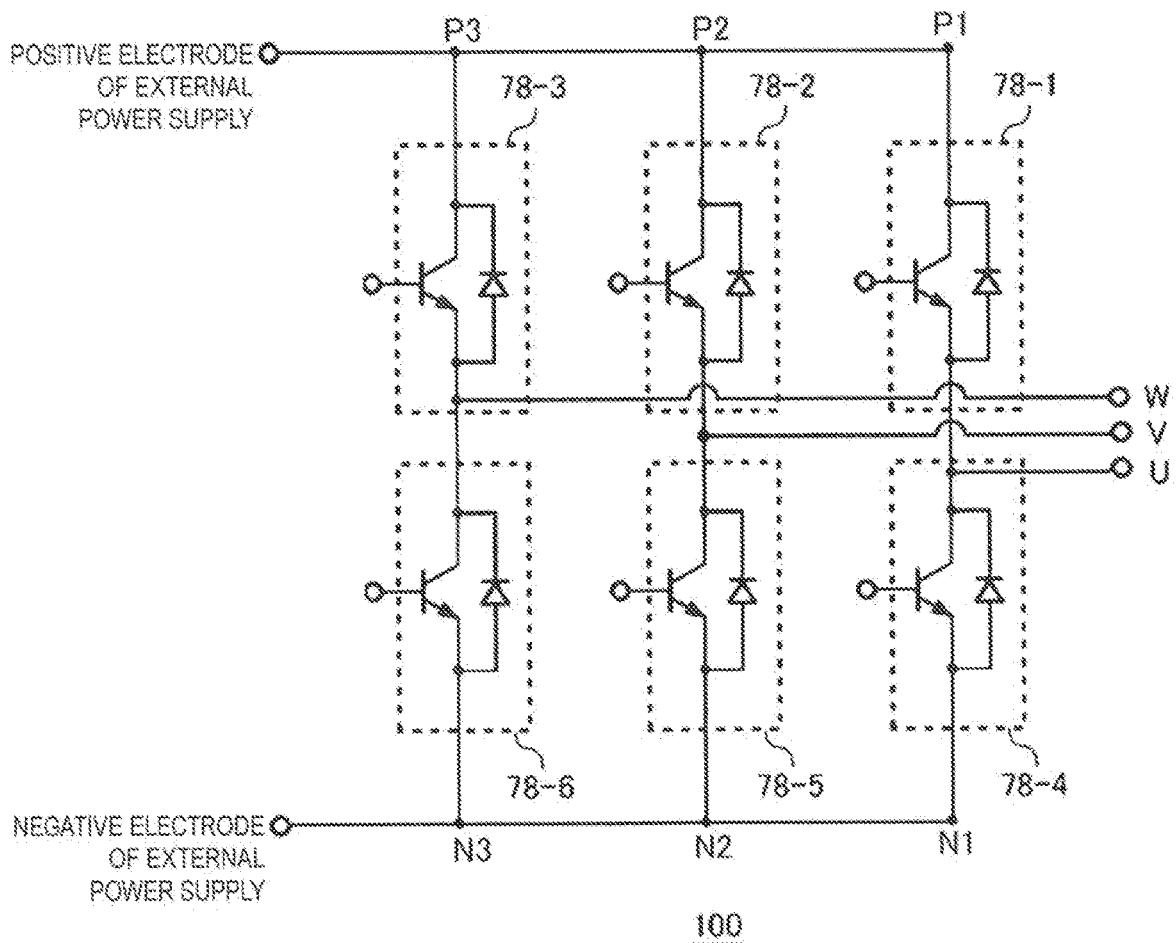 P3
P2
P1
POSITIVE ELECTRODE
OF EXTERNAL
POWER SUPPLY
78-3
78-2
78-1
W
V
U
78-6
78-5
78-4
NEGATIVE ELECTRODE
OF EXTERNAL
POWER SUPPLY
N3
N2
N1
100